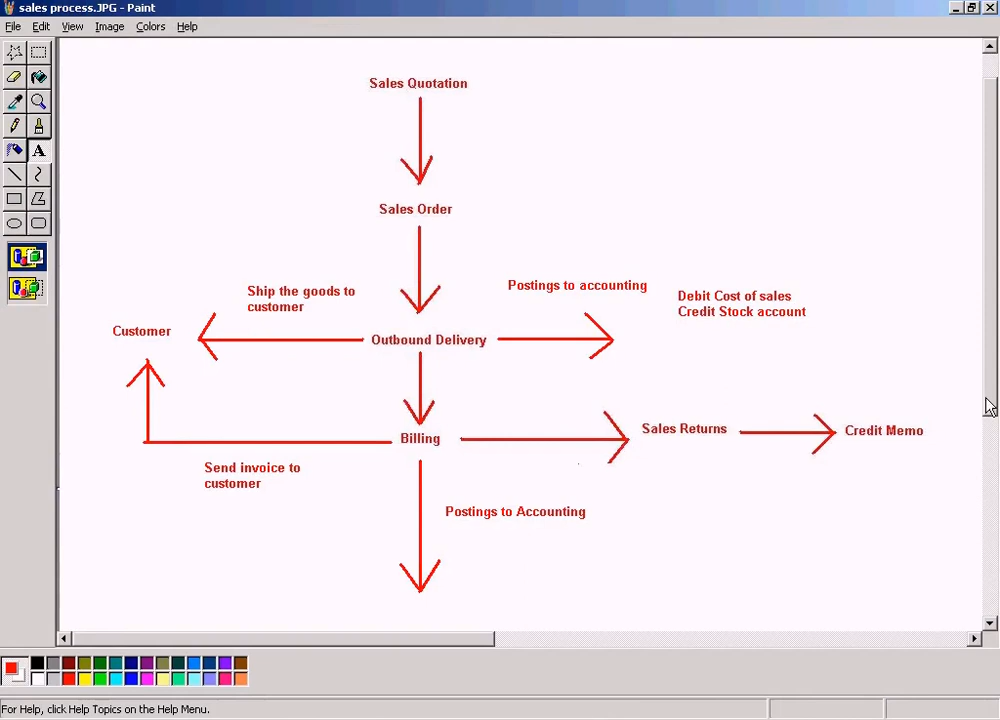 sales process.JPG - Paint
File Edit View Image Colors Help
A
Sales Quotation
Sales Order
Ship the goods to
customer
Postings to accounting
Debit Cost of sales
Credit Stock account
Customer
Outbound Delivery
Billing
Sales Returns
Credit Memo
Send invoice to
customer
Postings to Accounting
For Help, click Help Topics on the Help Menu.